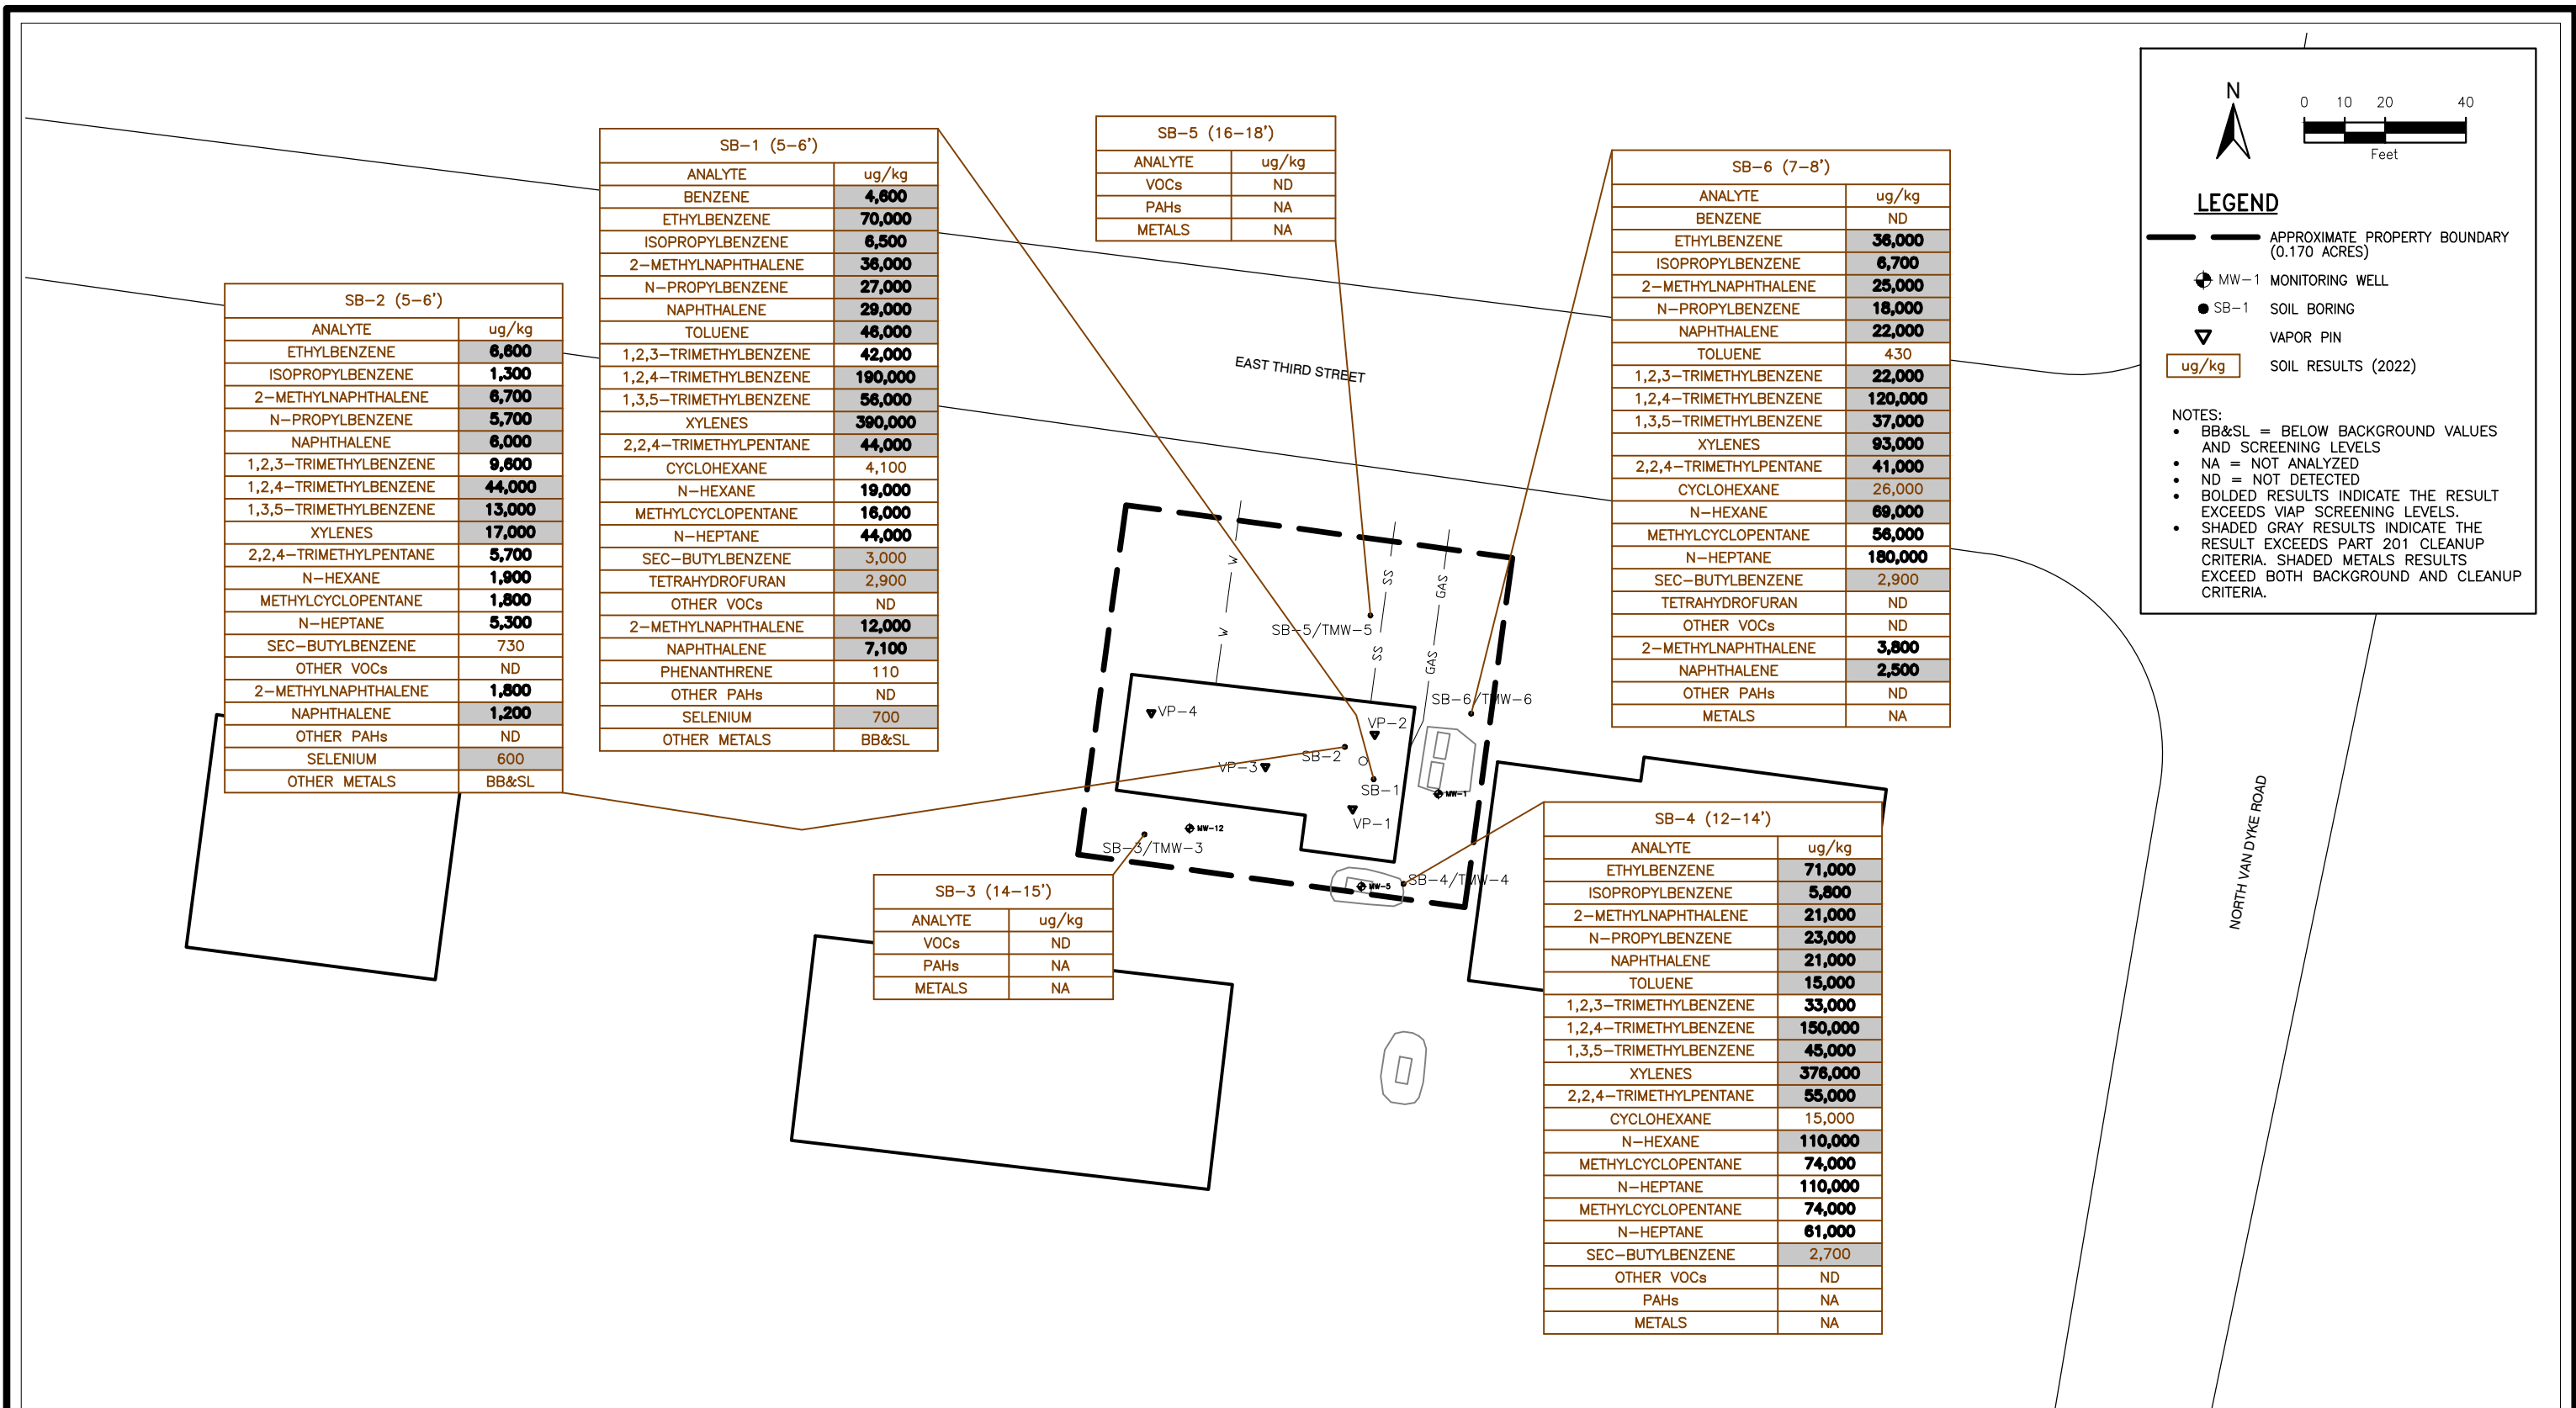 SB-1 (5-6')
ANALYTE ug/kg
BENZENE 4,600
ETHYLBENZENE 70,000
ISOPROPYLBENZENE 6,500
2-METHYLNAPHTHALENE 36,000
N-PROPYLBENZENE 27,000
NAPHTHALENE 29,000
TOLUENE 46,000
1,2,3-TRIMETHYLBENZENE 42,000
1,2,4-TRIMETHYLBENZENE 190,000
1,3,5-TRIMETHYLBENZENE 56,000
XYLENES 390,000
2,2,4-TRIMETHYLPENTANE 44,000
CYCLOHEXANE 4,100
N-HEXANE 19,000
METHYLCYCLOPENTANE 16,000
N-HEPTANE 44,000
SEC-BUTYLBENZENE 3,000
TETRAHYDROFURAN 2,900
OTHER VOCs ND
2-METHYLNAPHTHALENE 12,000
NAPHTHALENE 7,100
PHENANTHRENE 110
OTHER PAHs ND
SELENIUM 700
OTHER METALS BB&SL
SB-2 (5-6')
ANALYTE ug/kg
ETHYLBENZENE 6,600
ISOPROPYLBENZENE 1,300
2-METHYLNAPHTHALENE 6,700
N-PROPYLBENZENE 5,700
NAPHTHALENE 6,000
1,2,3-TRIMETHYLBENZENE 9,600
1,2,4-TRIMETHYLBENZENE 44,000
1,3,5-TRIMETHYLBENZENE 13,000
XYLENES 17,000
2,2,4-TRIMETHYLPENTANE 5,700
N-HEXANE 1,900
METHYLCYCLOPENTANE 1,800
N-HEPTANE 5,300
SEC-BUTYLBENZENE 730
OTHER VOCs ND
2-METHYLNAPHTHALENE 1,800
NAPHTHALENE 1,200
OTHER PAHs ND
SELENIUM 600
OTHER METALS BB&SL
SB-5 (16-18')
ANALYTE ug/kg
VOCs ND
PAHs NA
METALS NA
SB-6 (7-8')
ANALYTE ug/kg
BENZENE ND
ETHYLBENZENE 36,000
ISOPROPYLBENZENE 6,700
2-METHYLNAPHTHALENE 25,000
N-PROPYLBENZENE 18,000
NAPHTHALENE 22,000
TOLUENE 430
1,2,3-TRIMETHYLBENZENE 22,000
1,2,4-TRIMETHYLBENZENE 120,000
1,3,5-TRIMETHYLBENZENE 37,000
XYLENES 93,000
2,2,4-TRIMETHYLPENTANE 41,000
CYCLOHEXANE 26,000
N-HEXANE 69,000
METHYLCYCLOPENTANE 56,000
N-HEPTANE 180,000
SEC-BUTYLBENZENE 2,900
TETRAHYDROFURAN ND
OTHER VOCs ND
2-METHYLNAPHTHALENE 3,800
NAPHTHALENE 2,500
OTHER PAHs ND
METALS NA
N
0 10 20 40
Feet
LEGEND
APPROXIMATE PROPERTY BOUNDARY
(0.170 ACRES)
MW-1 MONITORING WELL
SB-1 SOIL BORING
VAPOR PIN
ug/kg SOIL RESULTS (2022)
NOTES:
• BB&SL = BELOW BACKGROUND VALUES
AND SCREENING LEVELS
• NA = NOT ANALYZED
• ND = NOT DETECTED
• BOLDED RESULTS INDICATE THE RESULT
EXCEEDS VIAP SCREENING LEVELS.
• SHADED GRAY RESULTS INDICATE THE
RESULT EXCEEDS PART 201 CLEANUP
CRITERIA. SHADED METALS RESULTS
EXCEED BOTH BACKGROUND AND CLEANUP
CRITERIA.
EAST THIRD STREET
W
W
SS
SS
GAS
GAS
SB-5/TMW-5
SB-6/TMW-6
VP-4
VP-2
SB-2
O
VP-3
SB-1
MW-1
VP-1
MW-12
SB-3/TMW-3
MW-5
SB-4/TMW-4
NORTH VAN DYKE ROAD
SB-3 (14-15')
ANALYTE ug/kg
VOCs ND
PAHs NA
METALS NA
SB-4 (12-14')
ANALYTE ug/kg
ETHYLBENZENE 71,000
ISOPROPYLBENZENE 5,800
2-METHYLNAPHTHALENE 21,000
N-PROPYLBENZENE 23,000
NAPHTHALENE 21,000
TOLUENE 15,000
1,2,3-TRIMETHYLBENZENE 33,000
1,2,4-TRIMETHYLBENZENE 150,000
1,3,5-TRIMETHYLBENZENE 45,000
XYLENES 376,000
2,2,4-TRIMETHYLPENTANE 55,000
CYCLOHEXANE 15,000
N-HEXANE 110,000
METHYLCYCLOPENTANE 74,000
N-HEPTANE 110,000
METHYLCYCLOPENTANE 74,000
N-HEPTANE 61,000
SEC-BUTYLBENZENE 2,700
OTHER VOCs ND
PAHs NA
METALS NA